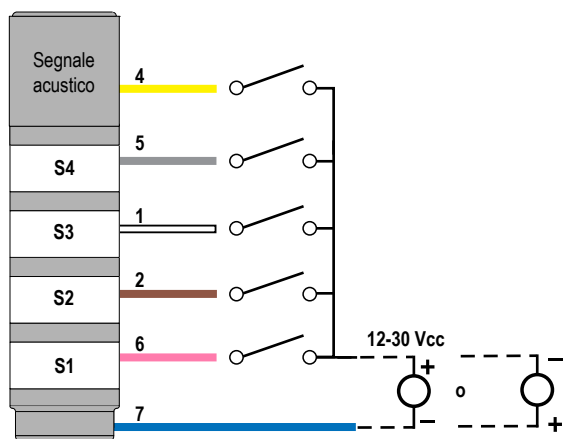 Segnale
acustico
4
S4
5
S3
1
S2
2
S1
6
7
12-30 Vcc
+
−
o
−
+